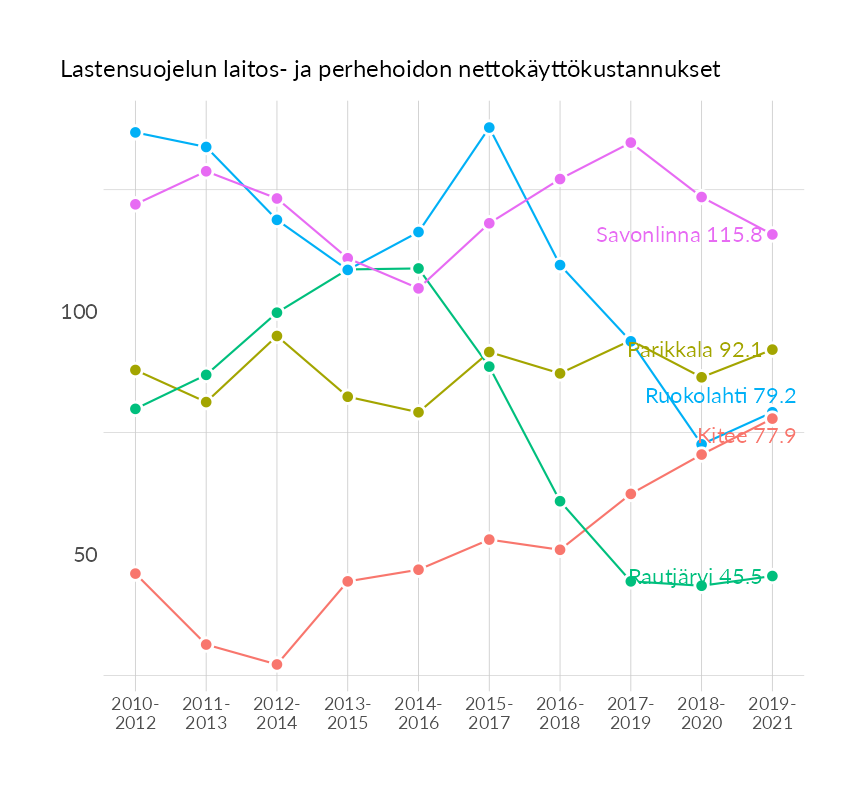 Lastensuojelun laitos- ja perhehoidon nettokäyttökustannukset
Savonlinna 115.8
100
Parikkala 92.1
Ruokolahti 79.2
Kitee 77.9
50
Rautjärvi 45.5
2010- 2011- 2012- 2013- 2014- 2015- 2016- 2017- 2018- 2019-
2012 2013 2014 2015 2016 2017 2018 2019 2020 2021